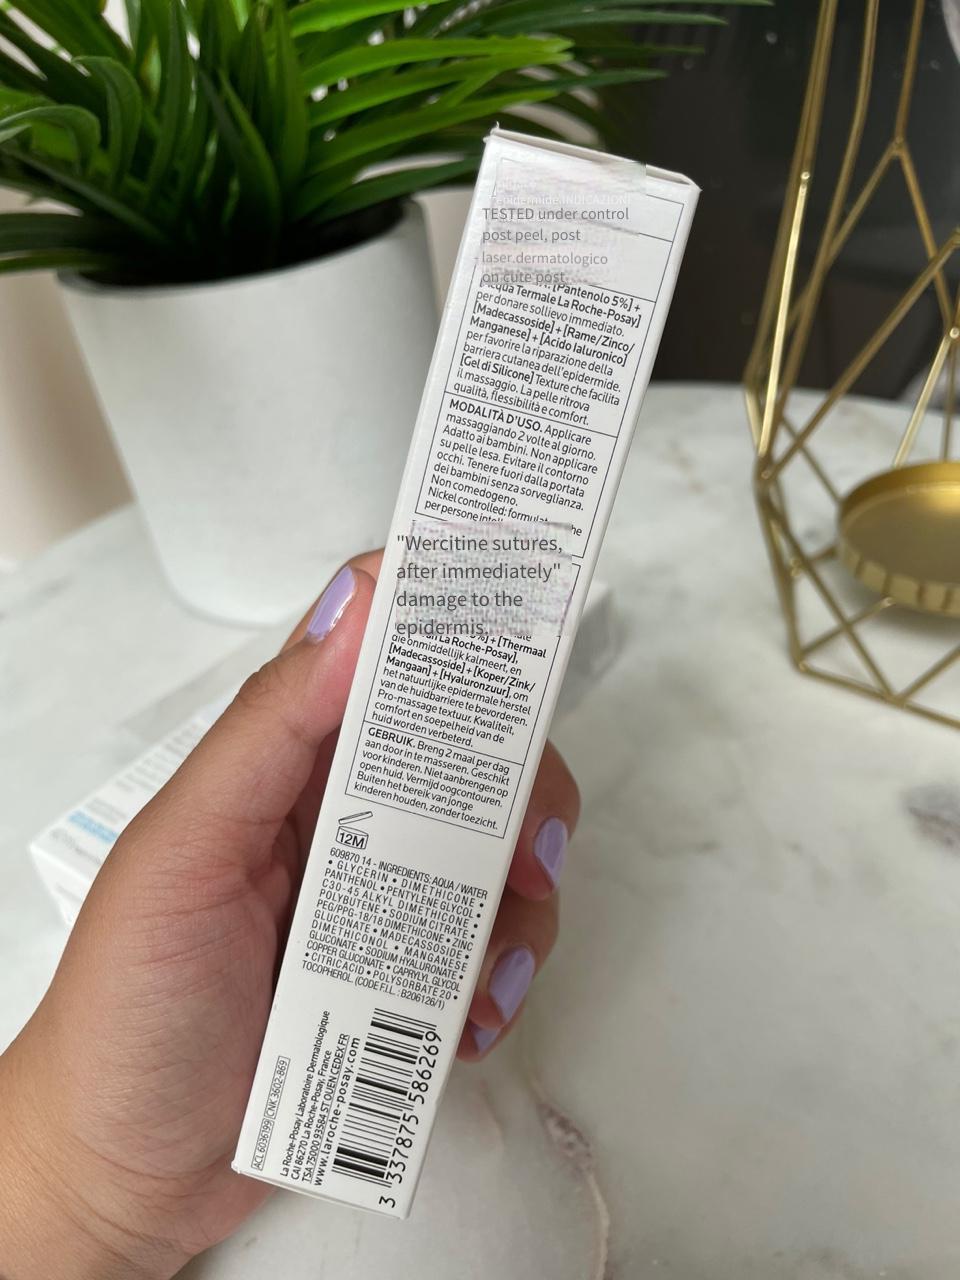 epidermide.INDICAZIONI
TESTED under control
post peel, post
laser.dermatologico
on cute post
[Pantenolo 5%] +
[Acqua Termale La Roche-Posay]
per donare sollievo immediato.
[Madecassoside] + [Rame/Zinco/
Manganese] + [Acido Ialuronico]
per favorire la riparazione della
barriera cutanea dell'epidermide.
[Gel di Silicone] Texture che facilita
il massaggio. La pelle ritrova
qualità, flessibilità e comfort.
MODALITÀ D'USO. Applicare
massaggiando 2 volte al giorno.
Adatto ai bambini. Non applicare
su pelle lesa. Evitare il contorno
occhi. Tenere fuori dalla portata
dei bambini senza sorveglianza.
Non comedogeno.
Nickel controlled: he
per persone
"Wercitine sutures,
after immediately"
damage to the
epidermis.
%] + [Thermaal
La Roche-Posay],
die onmiddellijk kalmeert, en
[Madecassoside] + [Koper/Zink/
Mangaan] + [Hyaluronzuur], om
het natuurlijke epidermale herstel
van de huidbarriere te bevorderen.
Pro-massage textuur. Kwaliteit,
comfort en soepelheid van de
huid worden verbeterd.
GEBRUIK. Breng 2 maal per dag
aan door in te masseren. Geschikt
voor kinderen. Niet aanbrengen op
open huid. Vermijd oogcontouren.
Buiten het bereik van jonge
kinderen houden, zonder toezicht.
12M
609870 14 - INGREDIENTS: AQUA / WATER
• GLYCERIN • DIMETHICONE •
PANTHENOL • PENTYLENE GLYCOL •
C30-45 ALKYL DIMETHICONE •
POLYBUTENE • SODIUM CITRATE •
PEG/PPG-18/18 DIMETHICONE • ZINC
GLUCONATE • MADECASSOSIDE •
DIMETHICONOL • MANGANESE
GLUCONATE • SODIUM HYALURONATE •
COPPER GLUCONATE • CAPRYLYL GLYCOL
• CITRIC ACID • POLYSORBATE 20 •
TOCOPHEROL. (CODE F.I.L. : B206126/1)
ACL 6036199 CNK 3602-869
La Roche-Posay Laboratoire Dermatologique
CAI 86270 La Roche-Posay, France
TSA 75000 93584 ST OUEN CEDEX FR
www.laroche-posay.com
3 337875 586269